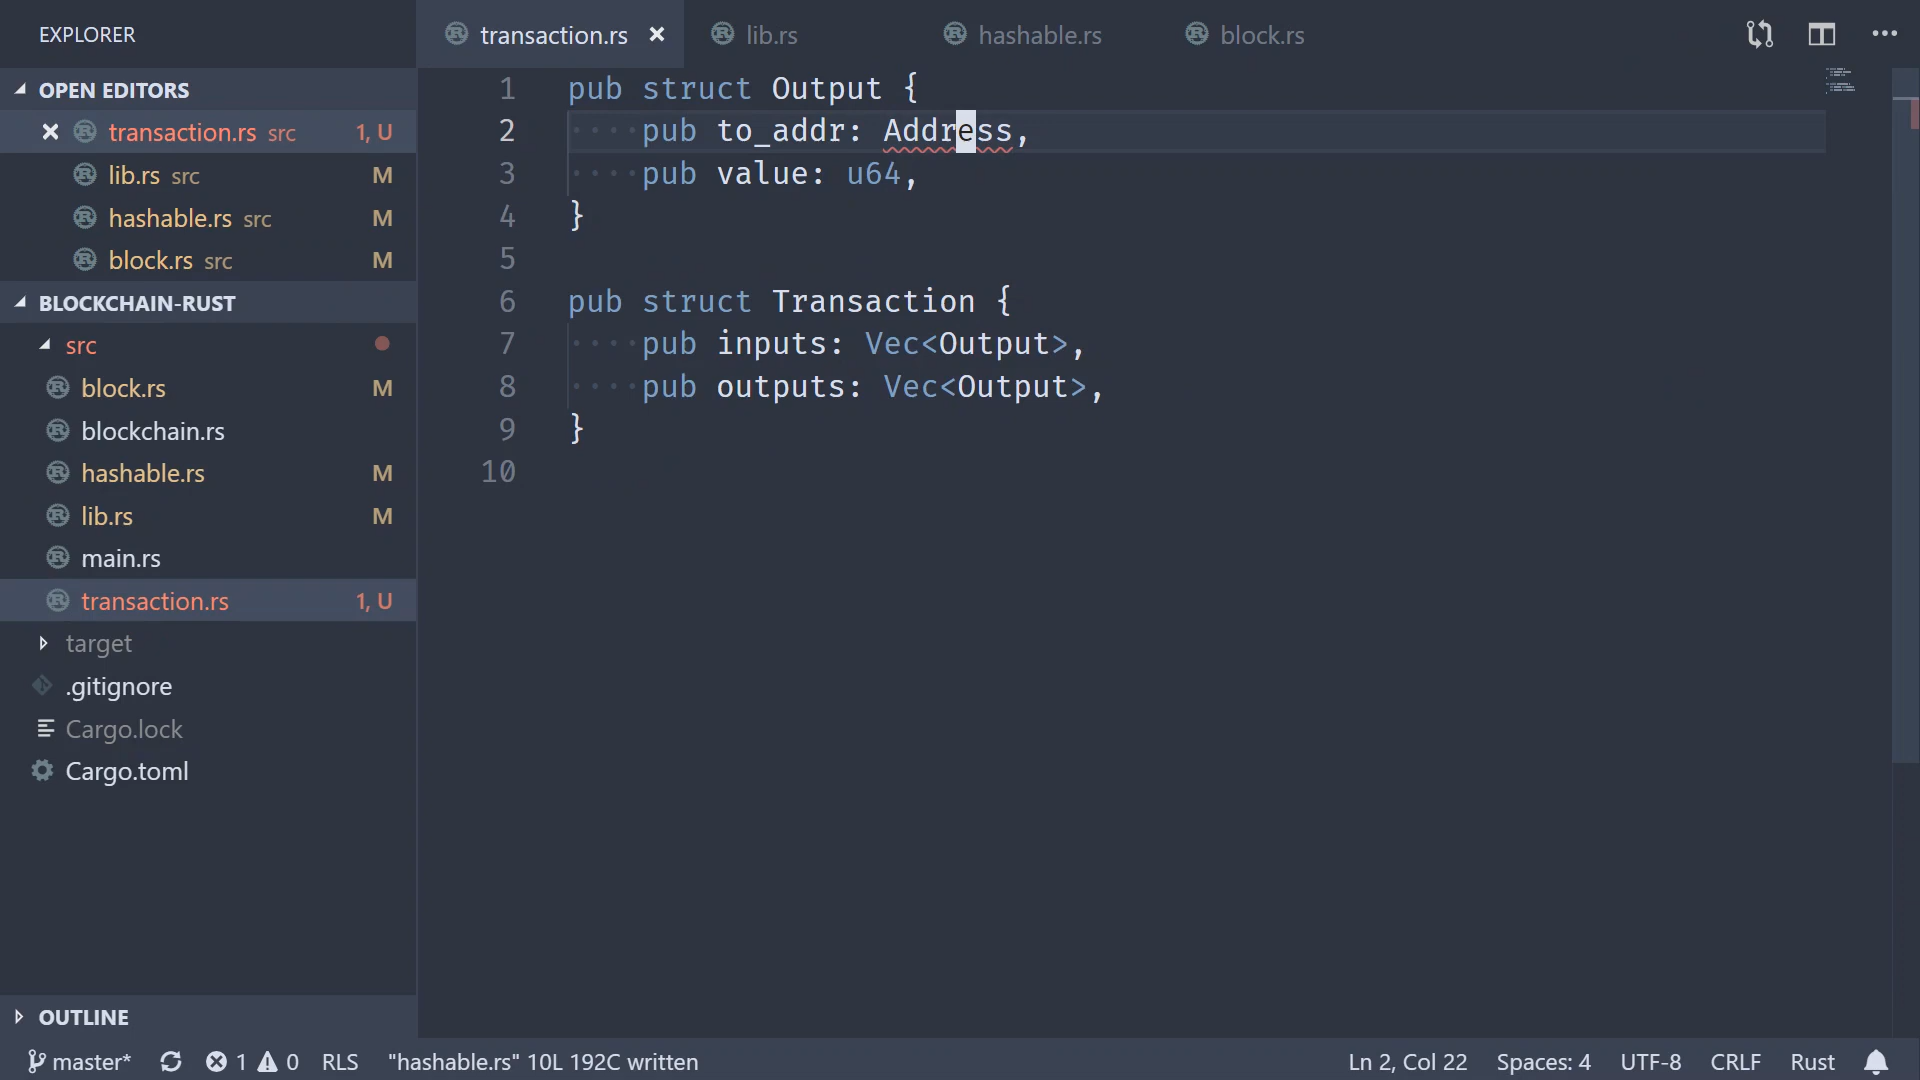 EXPLORER
OPEN EDITORS
transaction.rs src 1, U
lib.rs src M
hashable.rs src M
block.rs src M
BLOCKCHAIN-RUST
src
block.rs M
blockchain.rs
hashable.rs M
lib.rs M
main.rs
transaction.rs 1, U
target
.gitignore
Cargo.lock
Cargo.toml
OUTLINE
transaction.rs lib.rs hashable.rs block.rs
1 pub struct Output {
2 ····pub to_addr: Address,
3 ····pub value: u64,
4 }
5
6 pub struct Transaction {
7 ····pub inputs: Vec<Output>,
8 ····pub outputs: Vec<Output>,
9 }
10
master* 1 0 RLS "hashable.rs" 10L 192C written Ln 2, Col 22 Spaces: 4 UTF-8 CRLF Rust